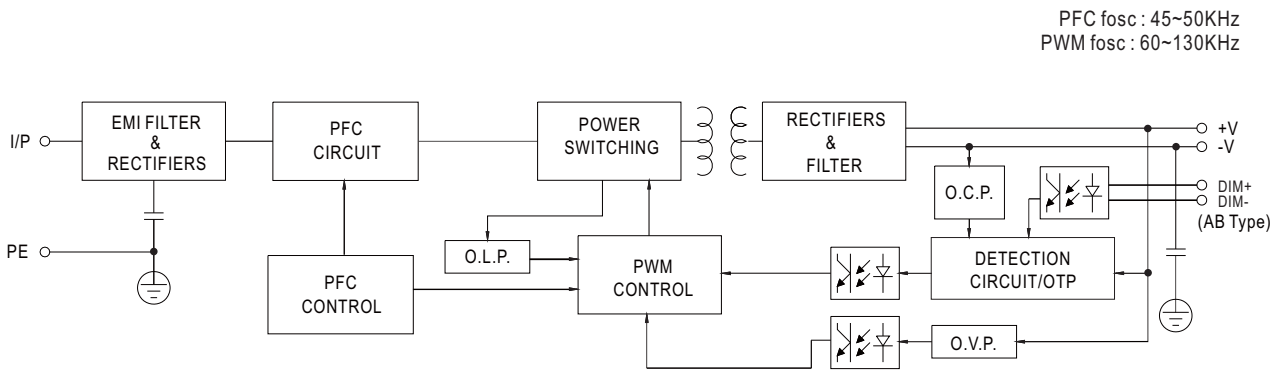 PFC fosc : 45~50KHz
PWM fosc : 60~130KHz
I/P
EMI FILTER
&
RECTIFIERS
PFC
CIRCUIT
POWER
SWITCHING
RECTIFIERS
&
FILTER
+V
-V
O.C.P.
DIM+
DIM-
(AB Type)
PE
O.L.P.
PFC
CONTROL
PWM
CONTROL
DETECTION
CIRCUIT/OTP
O.V.P.